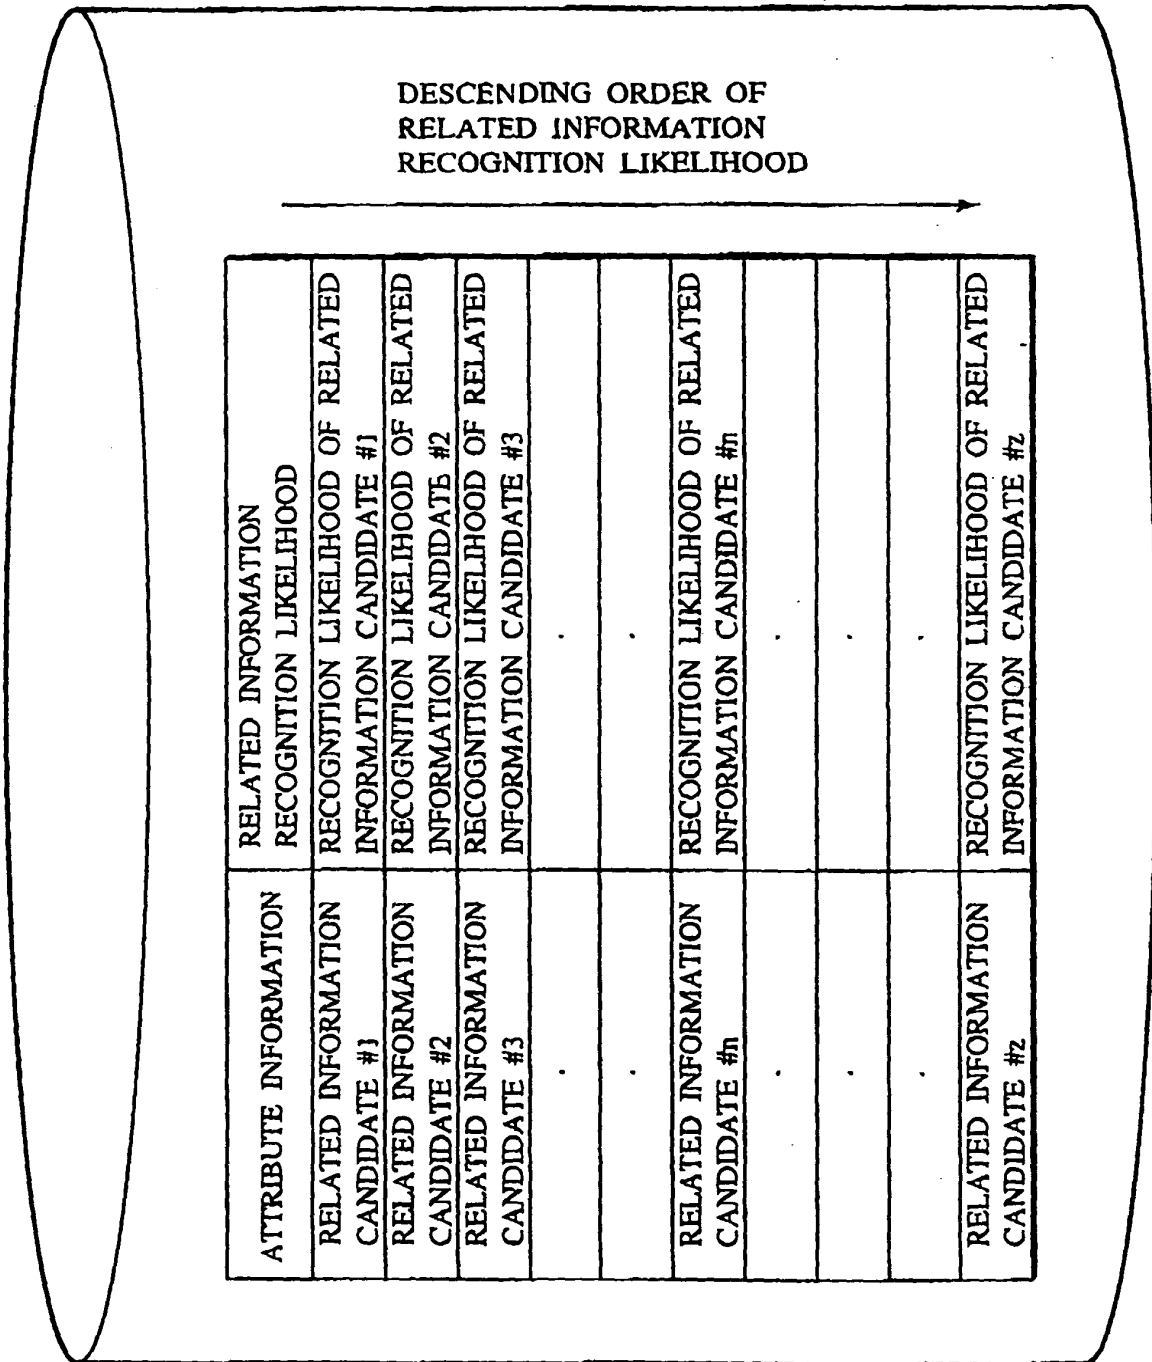 DESCENDING ORDER OF
RELATED INFORMATION
RECOGNITION LIKELIHOOD
ATTRIBUTE INFORMATION
RELATED INFORMATION
RECOGNITION LIKELIHOOD
RELATED INFORMATION
CANDIDATE #1
RECOGNITION LIKELIHOOD OF RELATED
INFORMATION CANDIDATE #1
RELATED INFORMATION
CANDIDATE #2
RECOGNITION LIKELIHOOD OF RELATED
INFORMATION CANDIDATE #2
RELATED INFORMATION
CANDIDATE #3
RECOGNITION LIKELIHOOD OF RELATED
INFORMATION CANDIDATE #3
RELATED INFORMATION
CANDIDATE #n
RECOGNITION LIKELIHOOD OF RELATED
INFORMATION CANDIDATE #n
RELATED INFORMATION
CANDIDATE #z
RECOGNITION LIKELIHOOD OF RELATED
INFORMATION CANDIDATE #z